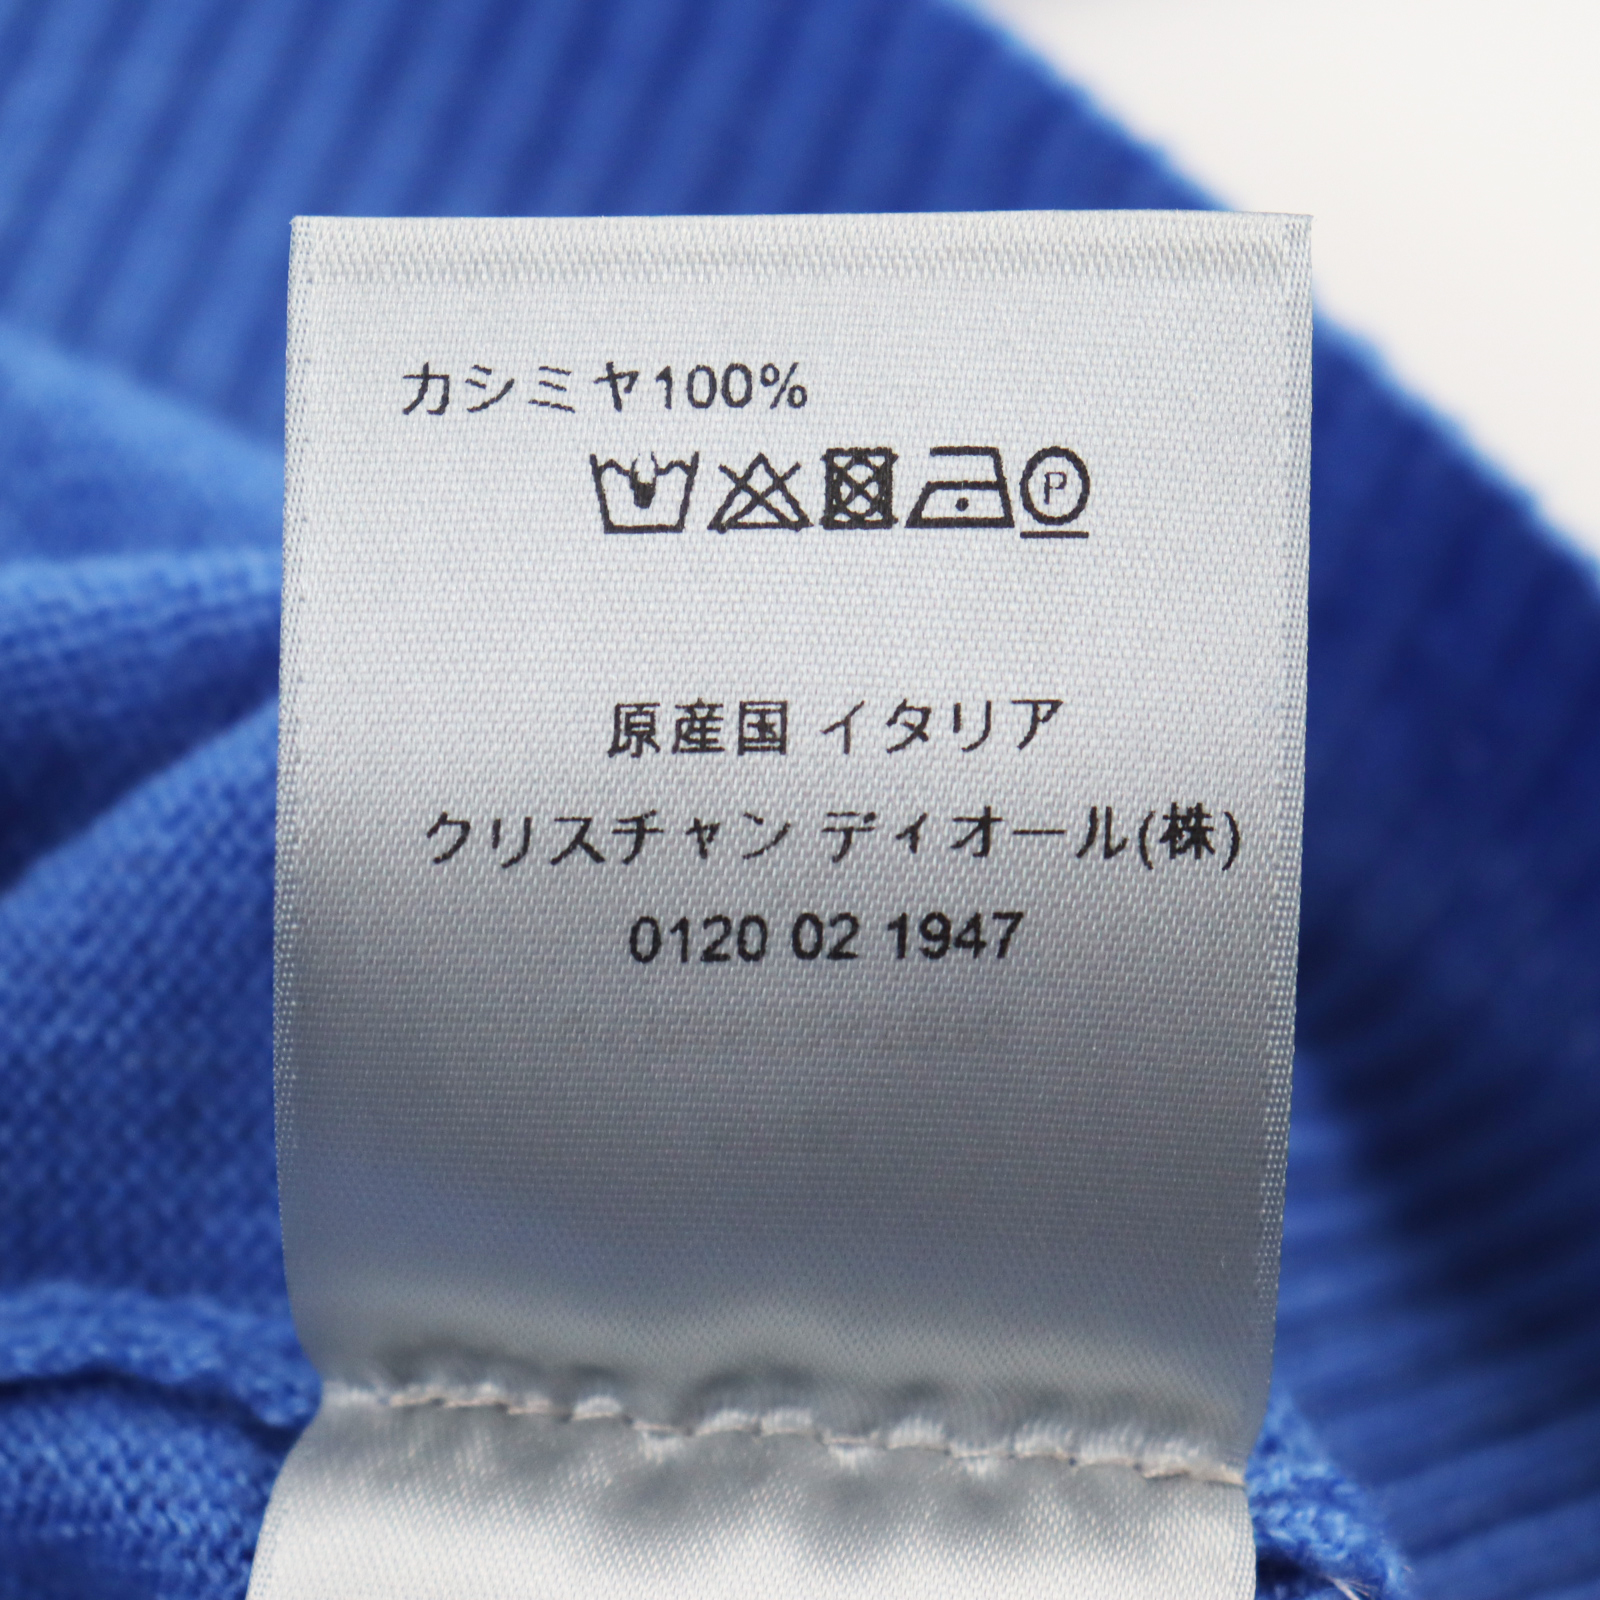 カシミヤ100%
P
原産国 イタリア
クリスチャン ディオール(株)
0120 02 1947